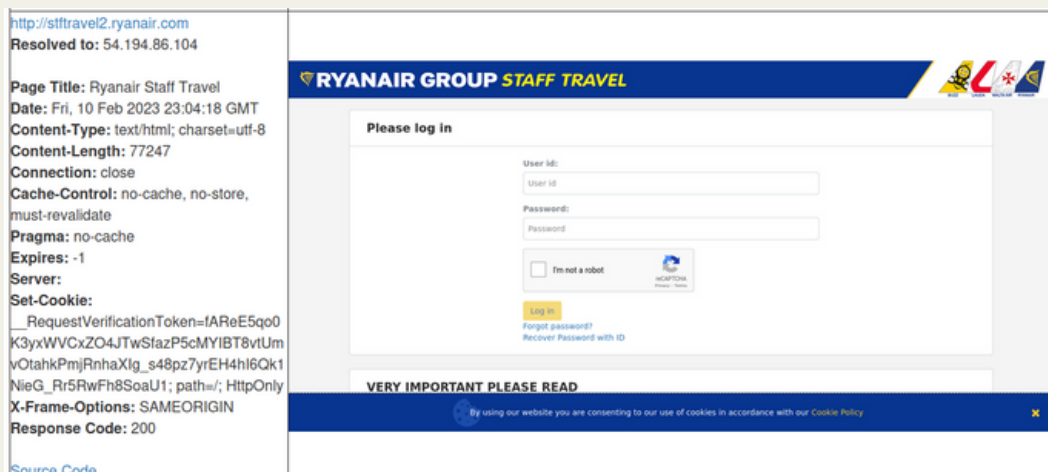 http://stftravel2.ryanair.com
Resolved to: 54.194.86.104
Page Title: Ryanair Staff Travel
Date: Fri, 10 Feb 2023 23:04:18 GMT
Content-Type: text/html; charset=utf-8
Content-Length: 77247
Connection: close
Cache-Control: no-cache, no-store,
must-revalidate
Pragma: no-cache
Expires: -1
Server:
Set-Cookie:
__RequestVerificationToken=fAReE5qo0
K3yxWVCxZO4JTwSfazP5cMYIBT8vtUm
vOtahkPmjRnhaXIg_s48pz7yrEH4hI6Qk1
NieG_Rr5RwFh8SoaU1; path=/; HttpOnly
X-Frame-Options: SAMEORIGIN
Response Code: 200
Source Code
RYANAIR GROUP STAFF TRAVEL
Please log in
User id:
User id
Password:
Password
I'm not a robot
reCAPTCHA
Privacy - Terms
Log in
Forgot password?
Recover Password with ID
VERY IMPORTANT PLEASE READ
By using our website you are consenting to our use of cookies in accordance with our Cookie Policy
×